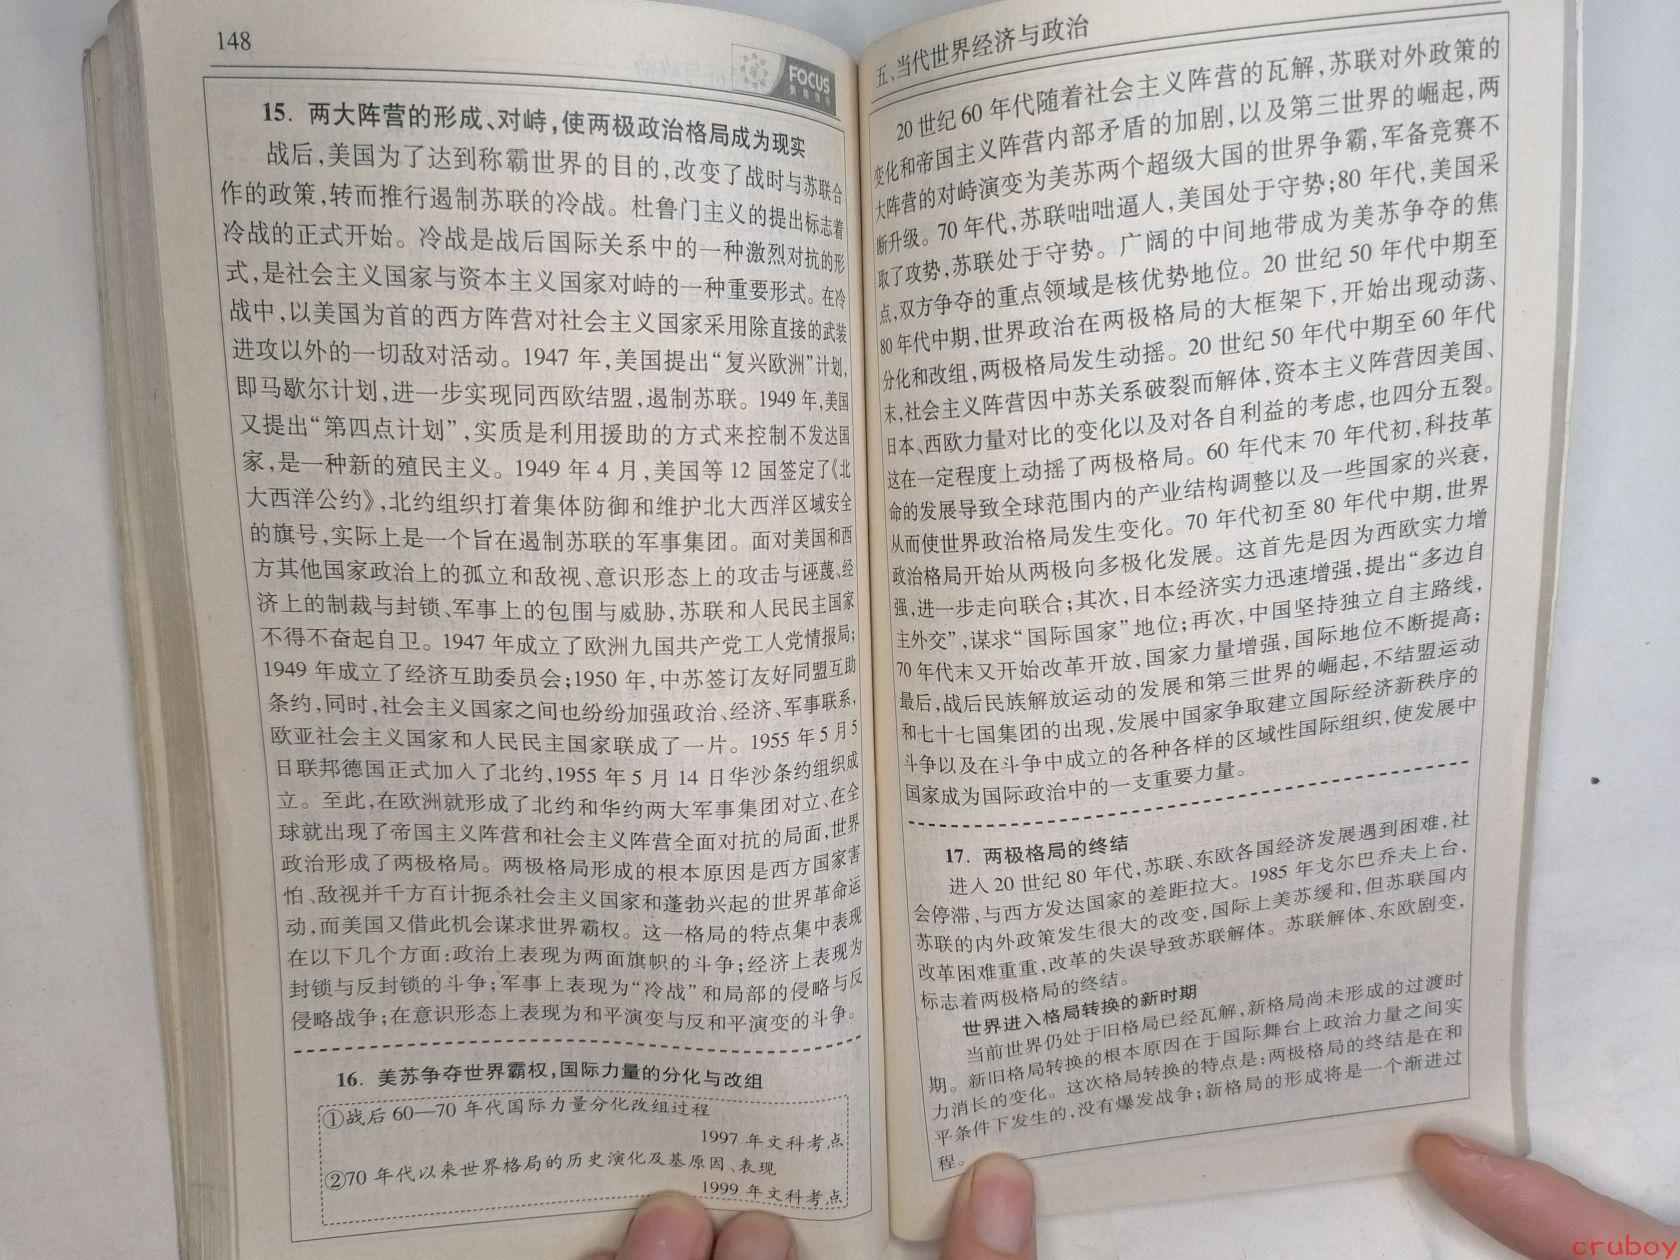 148
FOCUS
15. 两大阵营的形成、对峙,使两极政治格局成为现实
战后,美国为了达到称霸世界的目的,改变了战时与苏联合
作的政策,转而推行遏制苏联的冷战。杜鲁门主义的提出标志着
冷战的正式开始。冷战是战后国际关系中的一种激烈对抗的形
式,是社会主义国家与资本主义国家对峙的一种重要形式。在冷
战中,以美国为首的西方阵营对社会主义国家采用除直接的武装
进攻以外的一切敌对活动。1947 年,美国提出“复兴欧洲”计划,
即马歇尔计划,进一步实现同西欧结盟,遏制苏联。1949 年,美国
又提出“第四点计划”,实质是利用援助的方式来控制不发达国
家,是一种新的殖民主义。1949 年 4 月,美国等 12 国签定了《北
大西洋公约》,北约组织打着集体防御和维护北大西洋区域安全
的旗号,实际上是一个旨在遏制苏联的军事集团。面对美国和西
方其他国家政治上的孤立和敌视、意识形态上的攻击与诬蔑、经
济上的制裁与封锁、军事上的包围与威胁,苏联和人民民主国家
不得不奋起自卫。1947 年成立了欧洲九国共产党工人党情报局;
1949 年成立了经济互助委员会;1950 年,中苏签订友好同盟互助
条约,同时,社会主义国家之间也纷纷加强政治、经济、军事联系,
欧亚社会主义国家和人民民主国家联成了一片。1955 年 5 月 5
日联邦德国正式加入了北约,1955 年 5 月 14 日华沙条约组织成
立。至此,在欧洲就形成了北约和华约两大军事集团对立、在全
球就出现了帝国主义阵营和社会主义阵营全面对抗的局面,世界
政治形成了两极格局。两极格局形成的根本原因是西方国家害
怕、敌视并千方百计扼杀社会主义国家和蓬勃兴起的世界革命运
动,而美国又借此机会谋求世界霸权。这一格局的特点集中表现
在以下几个方面:政治上表现为两面旗帜的斗争;经济上表现为
封锁与反封锁的斗争;军事上表现为“冷战”和局部的侵略与反
侵略战争;在意识形态上表现为和平演变与反和平演变的斗争。
16. 美苏争夺世界霸权,国际力量的分化与改组
①战后 60—70 年代国际力量分化改组过程
1997 年文科考点
②70 年代以来世界格局的历史演化及基原因、表现
1999 年文科考点
五、当代世界经济与政治
20 世纪 60 年代随着社会主义阵营的瓦解,苏联对外政策的
变化和帝国主义阵营内部矛盾的加剧,以及第三世界的崛起,两
大阵营的对峙演变为美苏两个超级大国的世界争霸,军备竞赛不
断升级。70 年代,苏联咄咄逼人,美国处于守势;80 年代,美国采
取了攻势,苏联处于守势。广阔的中间地带成为美苏争夺的焦
点,双方争夺的重点领域是核优势地位。20 世纪 50 年代中期至
80 年代中期,世界政治在两极格局的大框架下,开始出现动荡、
分化和改组,两极格局发生动摇。20 世纪 50 年代中期至 60 年代
末,社会主义阵营因中苏关系破裂而解体,资本主义阵营因美国、
日本、西欧力量对比的变化以及对各自利益的考虑,也四分五裂。
这在一定程度上动摇了两极格局。60 年代末 70 年代初,科技革
命的发展导致全球范围内的产业结构调整以及一些国家的兴衰,
从而使世界政治格局发生变化。70 年代初至 80 年代中期,世界
政治格局开始从两极向多极化发展。这首先是因为西欧实力增
强,进一步走向联合;其次,日本经济实力迅速增强,提出“多边自
主外交”,谋求“国际国家”地位;再次,中国坚持独立自主路线,
70 年代末又开始改革开放,国家力量增强,国际地位不断提高;
最后,战后民族解放运动的发展和第三世界的崛起,不结盟运动
和七十七国集团的出现,发展中国家争取建立国际经济新秩序的
斗争以及在斗争中成立的各种各样的区域性国际组织,使发展中
国家成为国际政治中的一支重要力量。
17. 两极格局的终结
进入 20 世纪 80 年代,苏联、东欧各国经济发展遇到困难,社
会停滞,与西方发达国家的差距拉大。1985 年戈尔巴乔夫上台,
苏联的内外政策发生很大的改变,国际上美苏缓和,但苏联国内
改革困难重重,改革的失误导致苏联解体。苏联解体、东欧剧变,
标志着两极格局的终结。
世界进入格局转换的新时期
当前世界仍处于旧格局已经瓦解,新格局尚未形成的过渡时
期。新旧格局转换的根本原因在于国际舞台上政治力量之间实
力消长的变化。这次格局转换的特点是:两极格局的终结是在和
平条件下发生的,没有爆发战争;新格局的形成将是一个渐进过
程。
cruboy